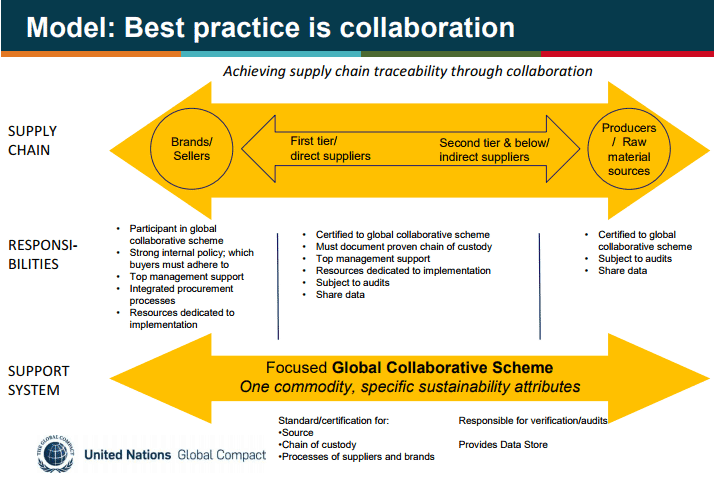 Model: Best practice is collaboration
Achieving supply chain traceability through collaboration
SUPPLY
CHAIN
Brands/
Sellers
First tier/
direct suppliers
Second tier & below/
indirect suppliers
Producers
/ Raw
material
sources
RESPONSI-
BILITIES
• Participant in global
collaborative scheme
• Strong internal policy; which
buyers must adhere to
• Top management support
• Integrated procurement
processes
• Resources dedicated to
implementation
• Certified to global collaborative scheme
• Must document proven chain of custody
• Top management support
• Resources dedicated to implementation
• Subject to audits
• Share data
• Certified to global
collaborative scheme
• Subject to audits
• Share data
SUPPORT
SYSTEM
Focused Global Collaborative Scheme
One commodity, specific sustainability attributes
Standard/certification for:
•Source
•Chain of custody
•Processes of suppliers and brands
Responsible for verification/audits
Provides Data Store
THE GLOBAL COMPACT
United Nations Global Compact